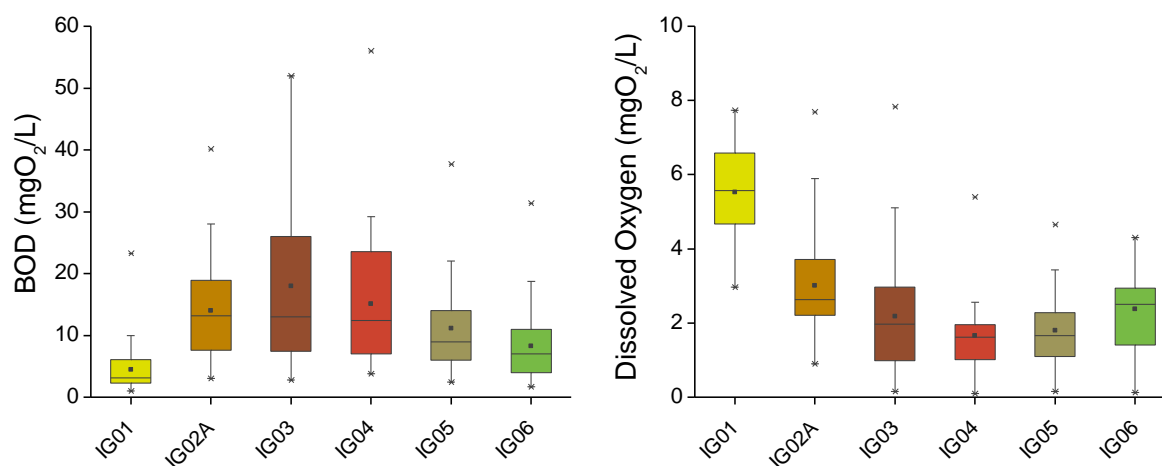 BOD (mgO₂/L)
60
50
40
30
20
10
0
IG01
IG02A
IG03
IG04
IG05
IG06
Dissolved Oxygen (mgO₂/L)
10
8
6
4
2
0
IG01
IG02A
IG03
IG04
IG05
IG06